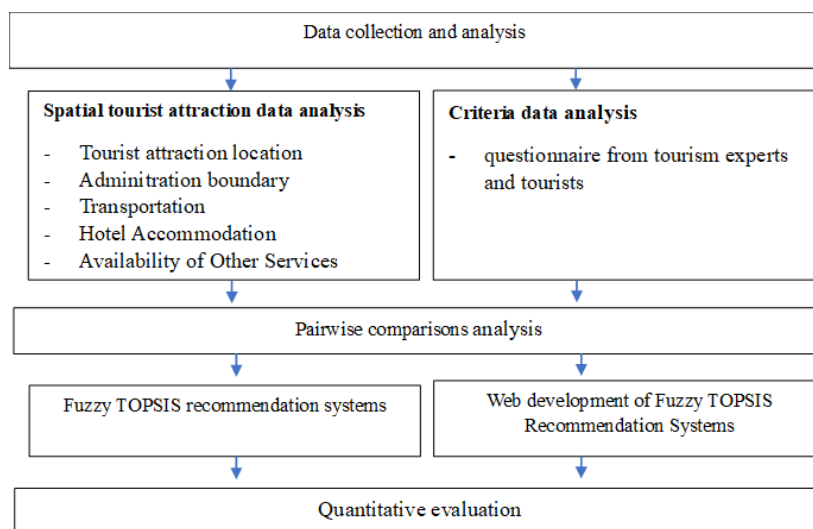 Data collection and analysis
Spatial tourist attraction data analysis
- Tourist attraction location
- Adminitration boundary
- Transportation
- Hotel Accommodation
- Availability of Other Services
Criteria data analysis
- questionnaire from tourism experts
and tourists
Pairwise comparisons analysis
Fuzzy TOPSIS recommendation systems
Web development of Fuzzy TOPSIS
Recommendation Systems
Quantitative evaluation